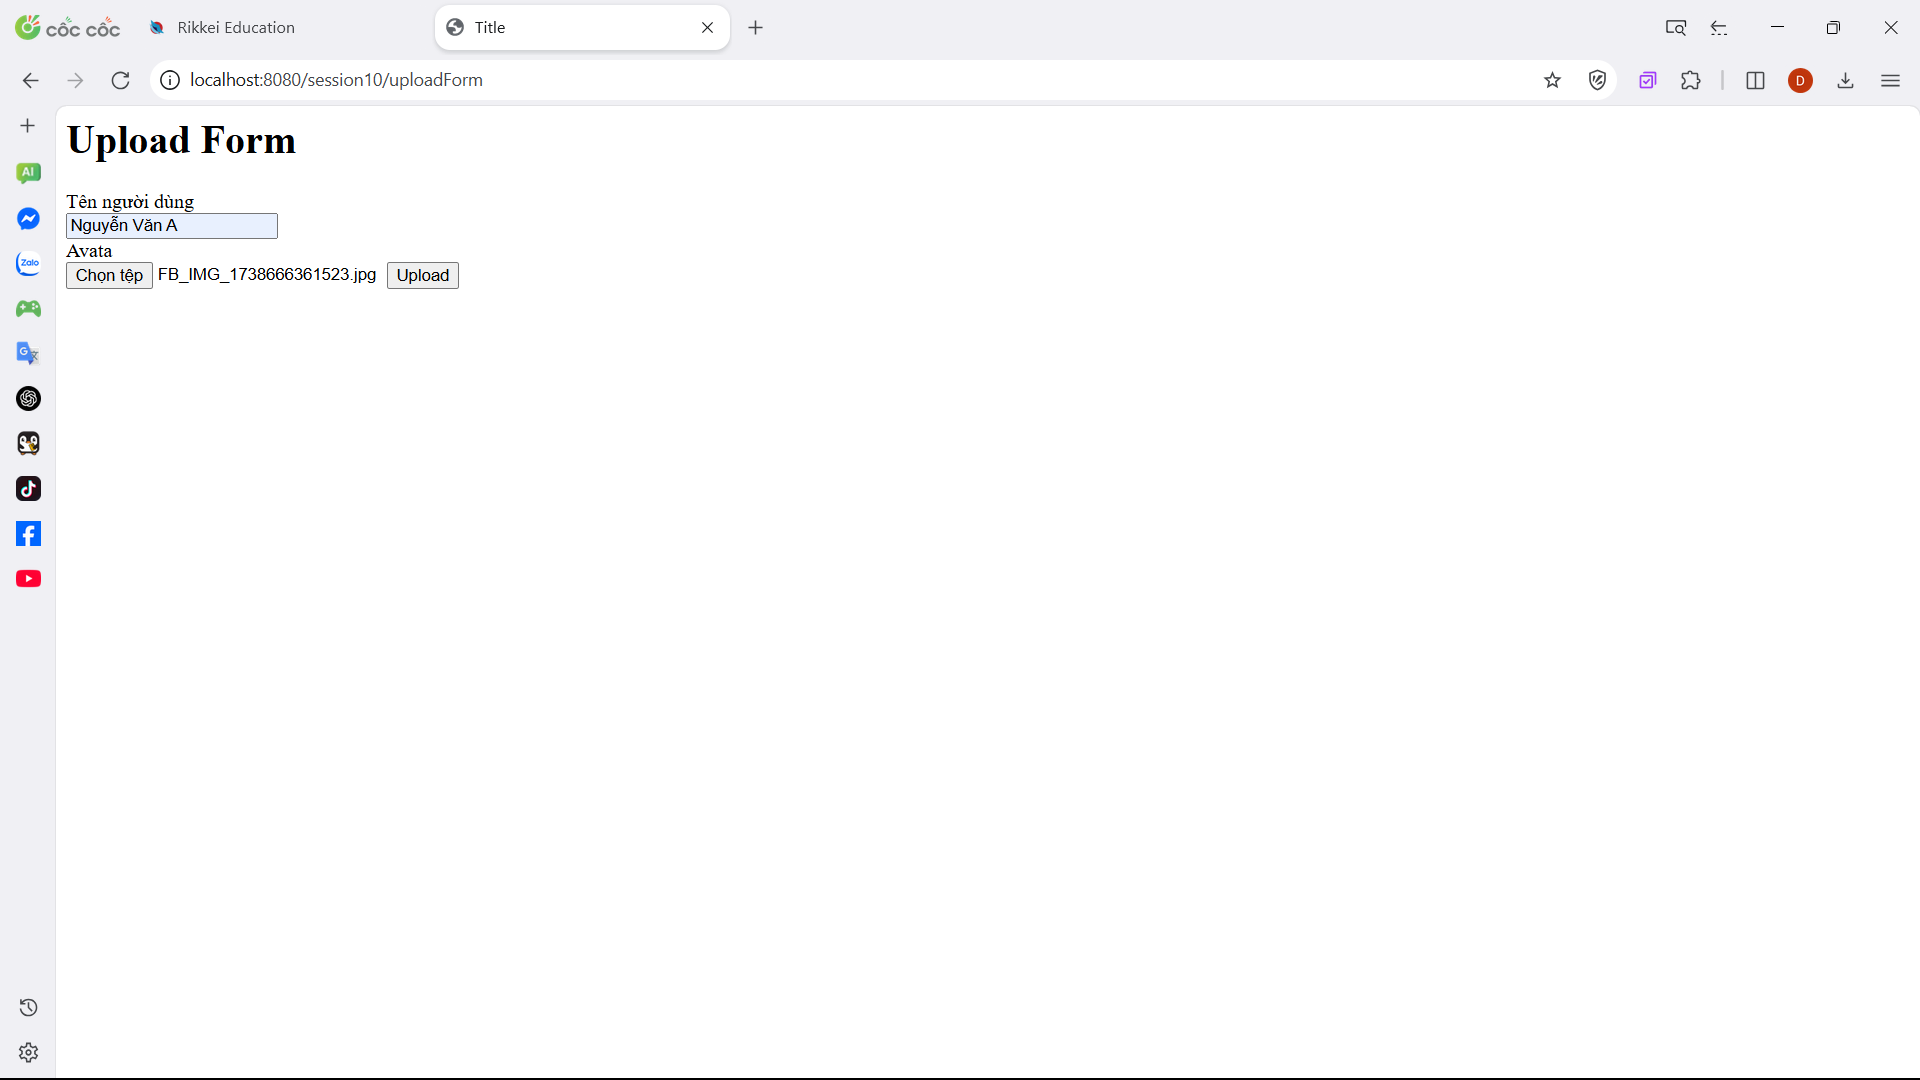 cốc cốc
Rikkei Education
Title
localhost:8080/session10/uploadForm
D
AI
Zalo
G
Upload Form
Tên người dùng
Nguyễn Văn A
Avata
Chọn tệp FB_IMG_1738666361523.jpg Upload